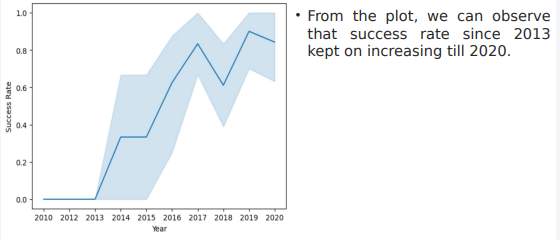 1.0
0.8
0.6
0.4
0.2
0.0
Success Rate
2010 2012 2013 2014 2015 2016 2017 2018 2019 2020
Year
• From the plot, we can observe
that success rate since 2013
kept on increasing till 2020.